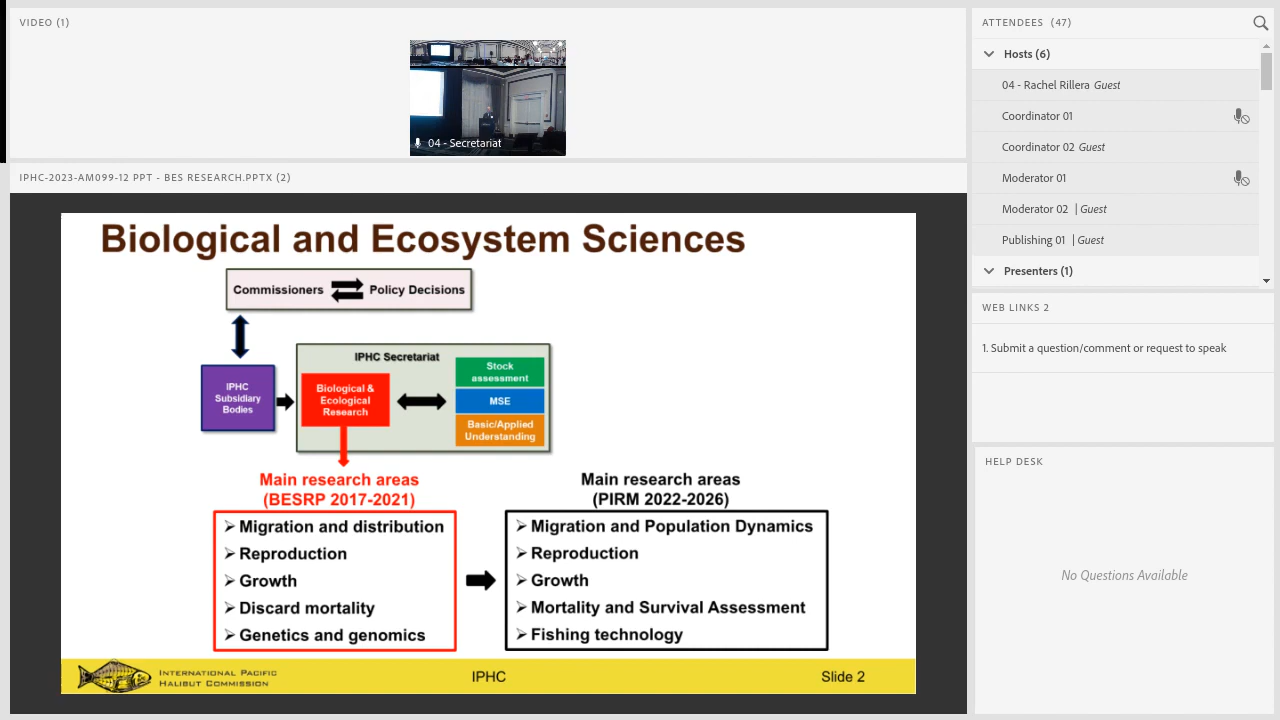 VIDEO (1)
04 - Secretariat
IPHC-2023-AM099-12 PPT - BES RESEARCH.PPTX (2)
Biological and Ecosystem Sciences
Commissioners Policy Decisions
IPHC Secretariat
IPHC
Subsidiary
Bodies
Biological &
Ecological
Research
Stock
assessment
MSE
Basic/Applied
Understanding
Main research areas
(BESRP 2017-2021)
➢ Migration and distribution
➢ Reproduction
➢ Growth
➢ Discard mortality
➢ Genetics and genomics
Main research areas
(PIRM 2022-2026)
➢ Migration and Population Dynamics
➢ Reproduction
➢ Growth
➢ Mortality and Survival Assessment
➢ Fishing technology
INTERNATIONAL PACIFIC
HALIBUT COMMISSION
IPHC
Slide 2
ATTENDEES (47)
Hosts (6)
04 - Rachel Rillera Guest
Coordinator 01
Coordinator 02 Guest
Moderator 01
Moderator 02 | Guest
Publishing 01 | Guest
Presenters (1)
WEB LINKS 2
1. Submit a question/comment or request to speak
HELP DESK
No Questions Available